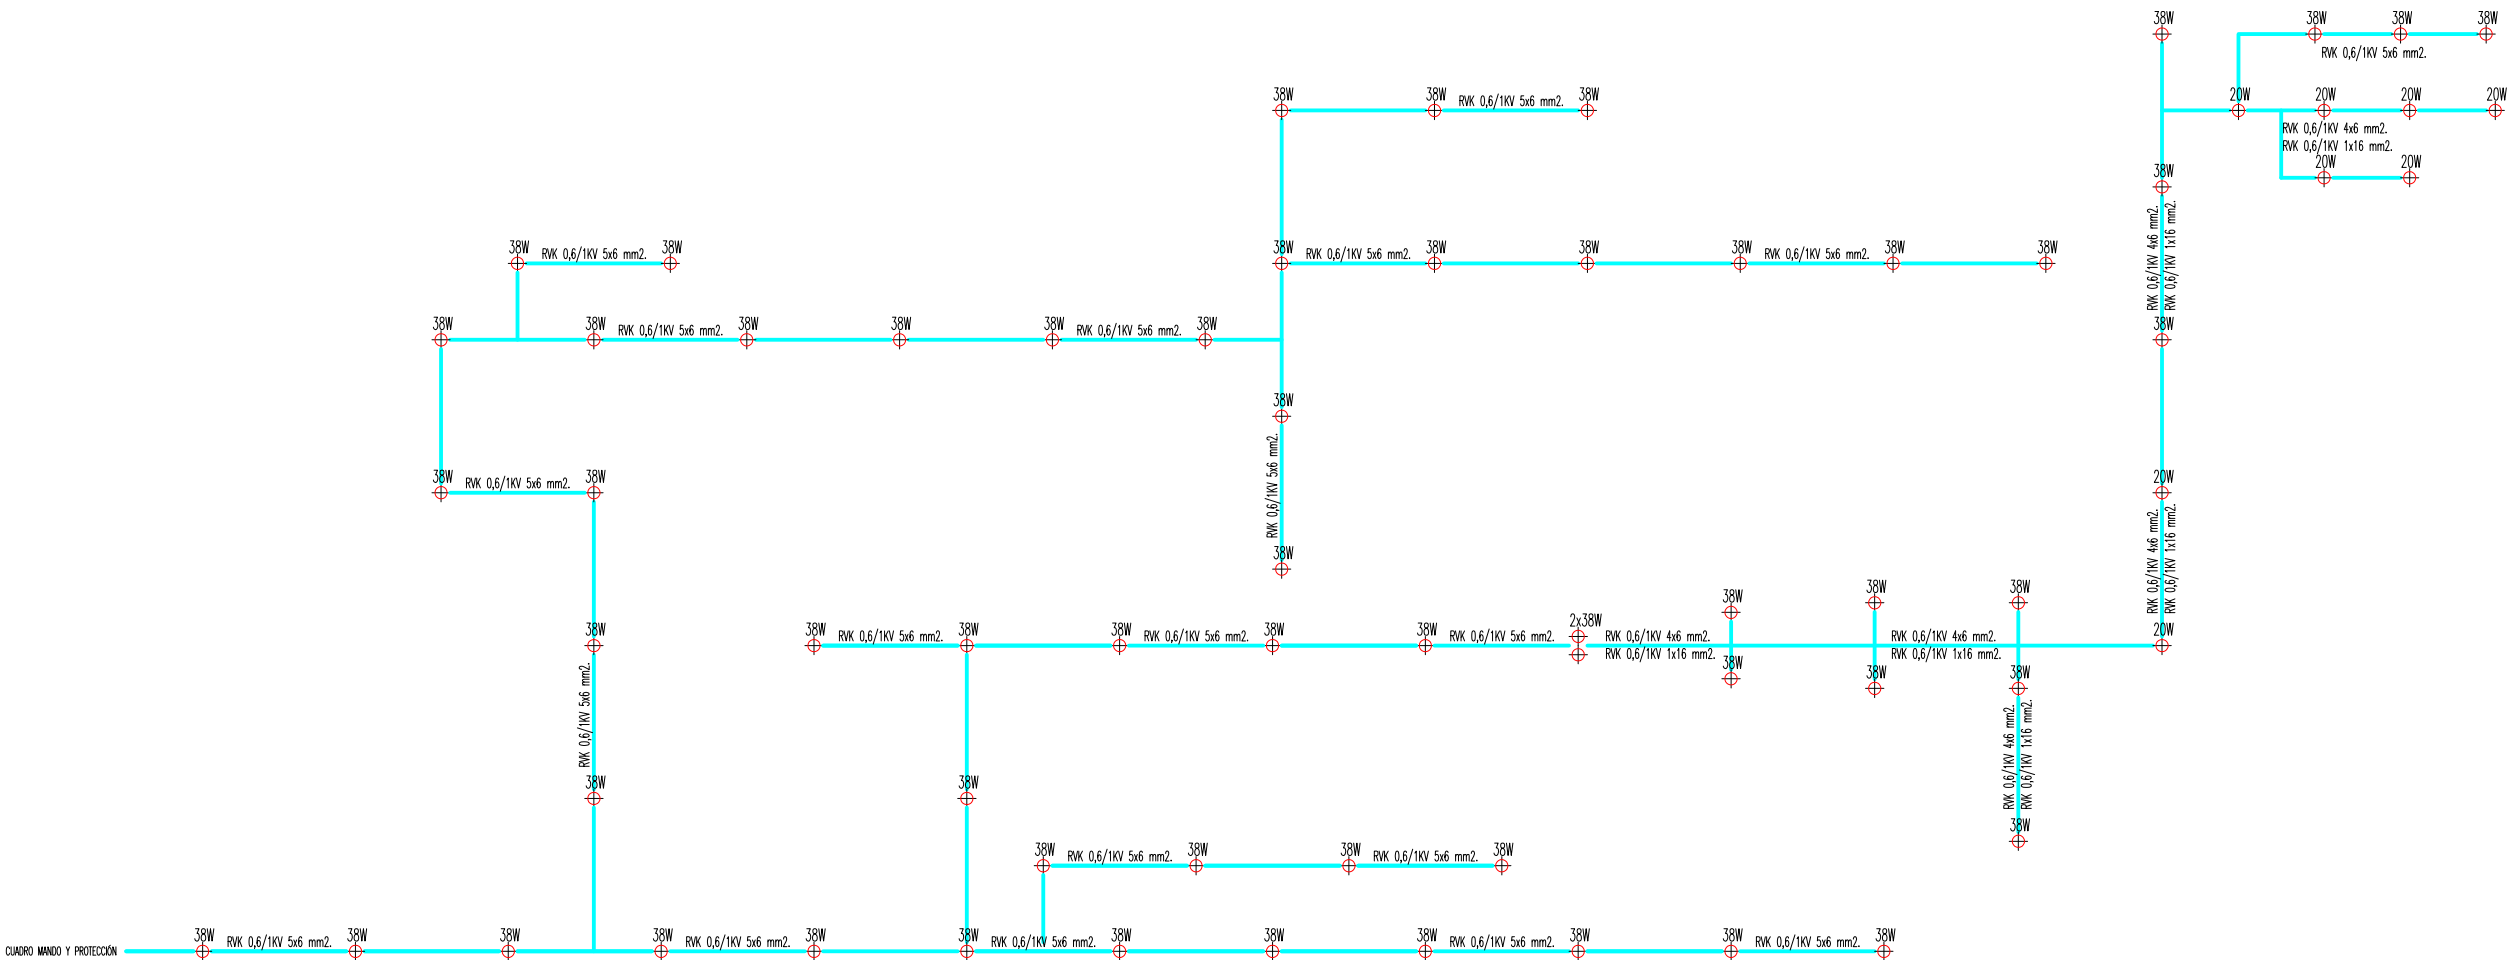 38W
38W
38W
38W
RVK 0,6/1KV 5x6 mm2.
38W
38W
RVK 0,6/1KV 5x6 mm2.
38W
20W
20W
20W
20W
RVK 0,6/1KV 4x6 mm2.
RVK 0,6/1KV 1x16 mm2.
38W
20W
20W
RVK 0,6/1KV 4x6 mm2.
RVK 0,6/1KV 1x16 mm2.
38W
RVK 0,6/1KV 5x6 mm2.
38W
38W
RVK 0,6/1KV 5x6 mm2.
38W
38W
38W
RVK 0,6/1KV 5x6 mm2.
38W
38W
38W
38W
RVK 0,6/1KV 5x6 mm2.
38W
38W
38W
RVK 0,6/1KV 5x6 mm2.
38W
38W
38W
RVK 0,6/1KV 5x6 mm2.
38W
RVK 0,6/1KV 5x6 mm2.
38W
20W
RVK 0,6/1KV 4x6 mm2.
RVK 0,6/1KV 1x16 mm2.
38W
38W
38W
38W
38W
RVK 0,6/1KV 5x6 mm2.
38W
38W
RVK 0,6/1KV 5x6 mm2.
38W
38W
RVK 0,6/1KV 5x6 mm2.
2x38W
RVK 0,6/1KV 4x6 mm2.
RVK 0,6/1KV 1x16 mm2.
RVK 0,6/1KV 4x6 mm2.
RVK 0,6/1KV 1x16 mm2.
20W
38W
38W
38W
RVK 0,6/1KV 5x6 mm2.
RVK 0,6/1KV 4x6 mm2.
RVK 0,6/1KV 1x16 mm2.
38W
38W
38W
38W
RVK 0,6/1KV 5x6 mm2.
38W
38W
RVK 0,6/1KV 5x6 mm2.
38W
CUADRO MANDO Y PROTECCIÓN
38W
RVK 0,6/1KV 5x6 mm2.
38W
38W
38W
RVK 0,6/1KV 5x6 mm2.
38W
38W
RVK 0,6/1KV 5x6 mm2.
38W
38W
38W
RVK 0,6/1KV 5x6 mm2.
38W
38W
RVK 0,6/1KV 5x6 mm2.
38W